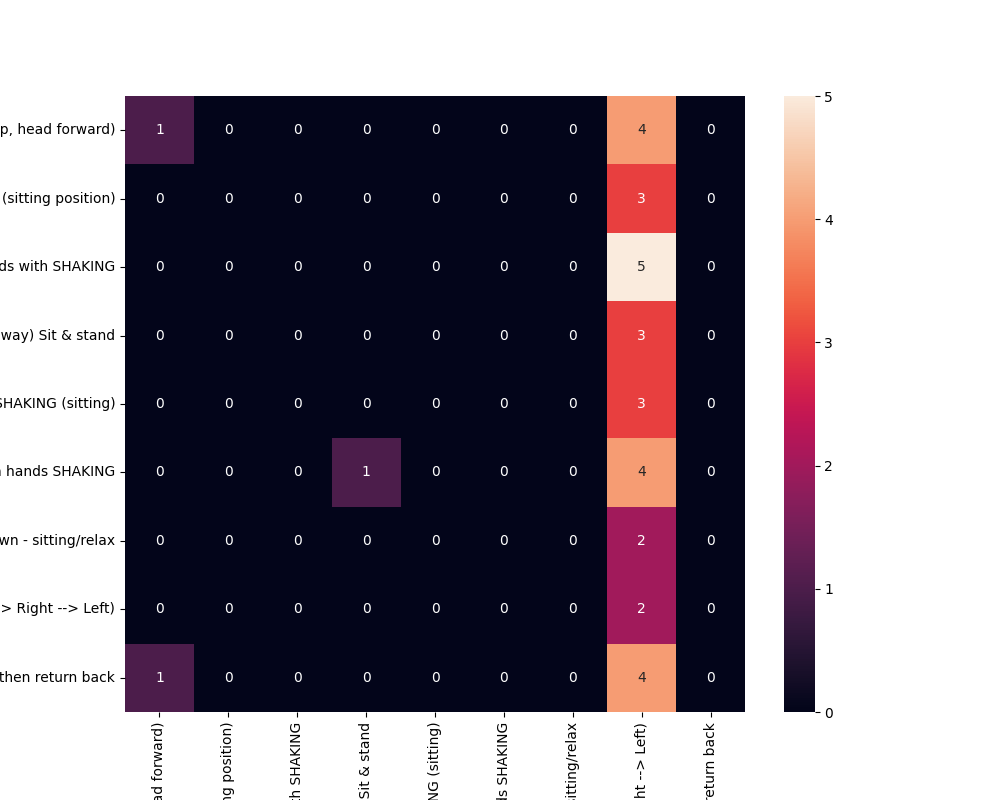 p, head forward) 1 0 0 0 0 0 0 4 0
(sitting position) 0 0 0 0 0 0 0 3 0
ds with SHAKING 0 0 0 0 0 0 0 5 0
way) Sit & stand 0 0 0 0 0 0 0 3 0
SHAKING (sitting) 0 0 0 0 0 0 0 3 0
hands SHAKING 0 0 0 1 0 0 0 4 0
wn - sitting/relax 0 0 0 0 0 0 0 2 0
> Right --> Left) 0 0 0 0 0 0 0 2 0
then return back 1 0 0 0 0 0 0 4 0
ad forward)
ng position)
th SHAKING
Sit & stand
NG (sitting)
ds SHAKING
sitting/relax
ht --> Left)
return back
5
4
3
2
1
0